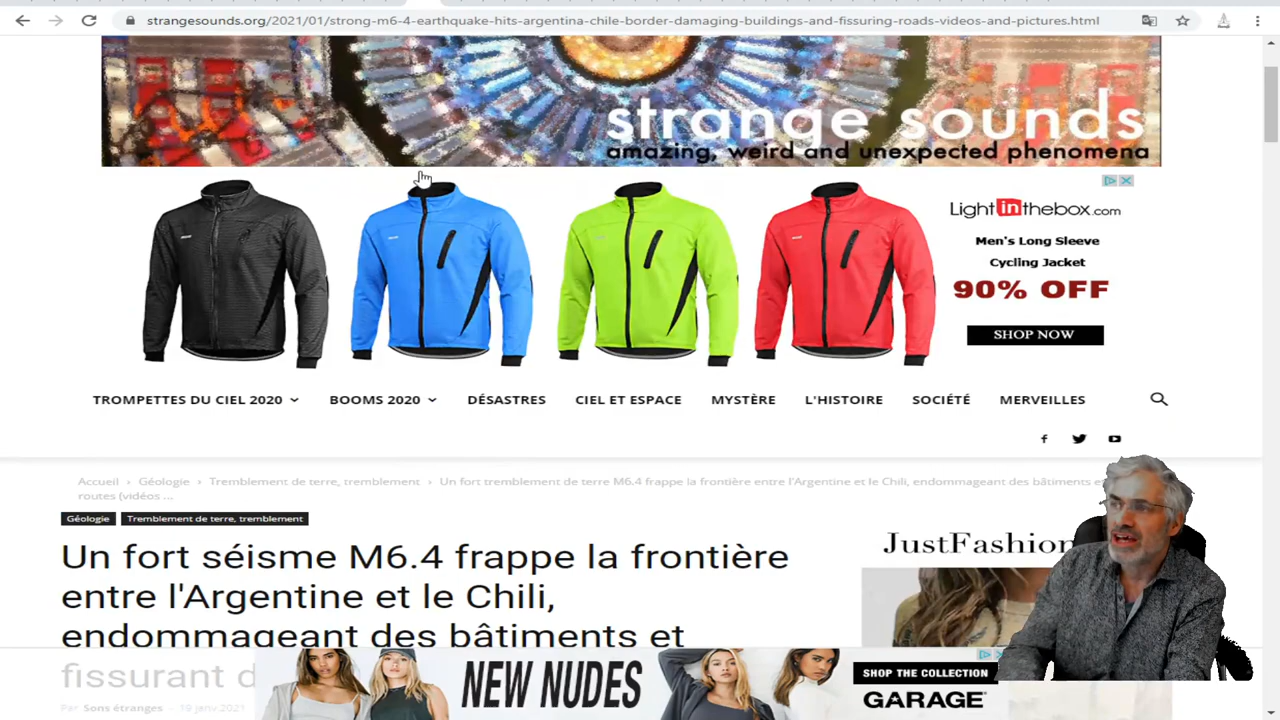 strangesounds.org/2021/01/strong-m6-4-earthquake-hits-argentina-chile-border-damaging-buildings-and-fissuring-roads-videos-and-pictures.html
strange sounds
amazing, weird and unexpected phenomena
Lightinthebox.com
Men's Long Sleeve
Cycling Jacket
90% OFF
SHOP NOW
TROMPETTES DU CIEL 2020 BOOMS 2020 DÉSASTRES CIEL ET ESPACE MYSTÈRE L'HISTOIRE SOCIÉTÉ MERVEILLES
Accueil › Géologie › Tremblement de terre, tremblement › Un fort tremblement de terre M6.4 frappe la frontière entre l'Argentine et le Chili, endommageant des bâtiments et
routes (vidéos ...
Géologie Tremblement de terre, tremblement
Un fort séisme M6.4 frappe la frontière
entre l'Argentine et le Chili,
endommageant des bâtiments et
fissurant d
Par Sons étranges - 19 janv.2021
JustFashion
NEW NUDES
SHOP THE COLLECTION
GARAGE